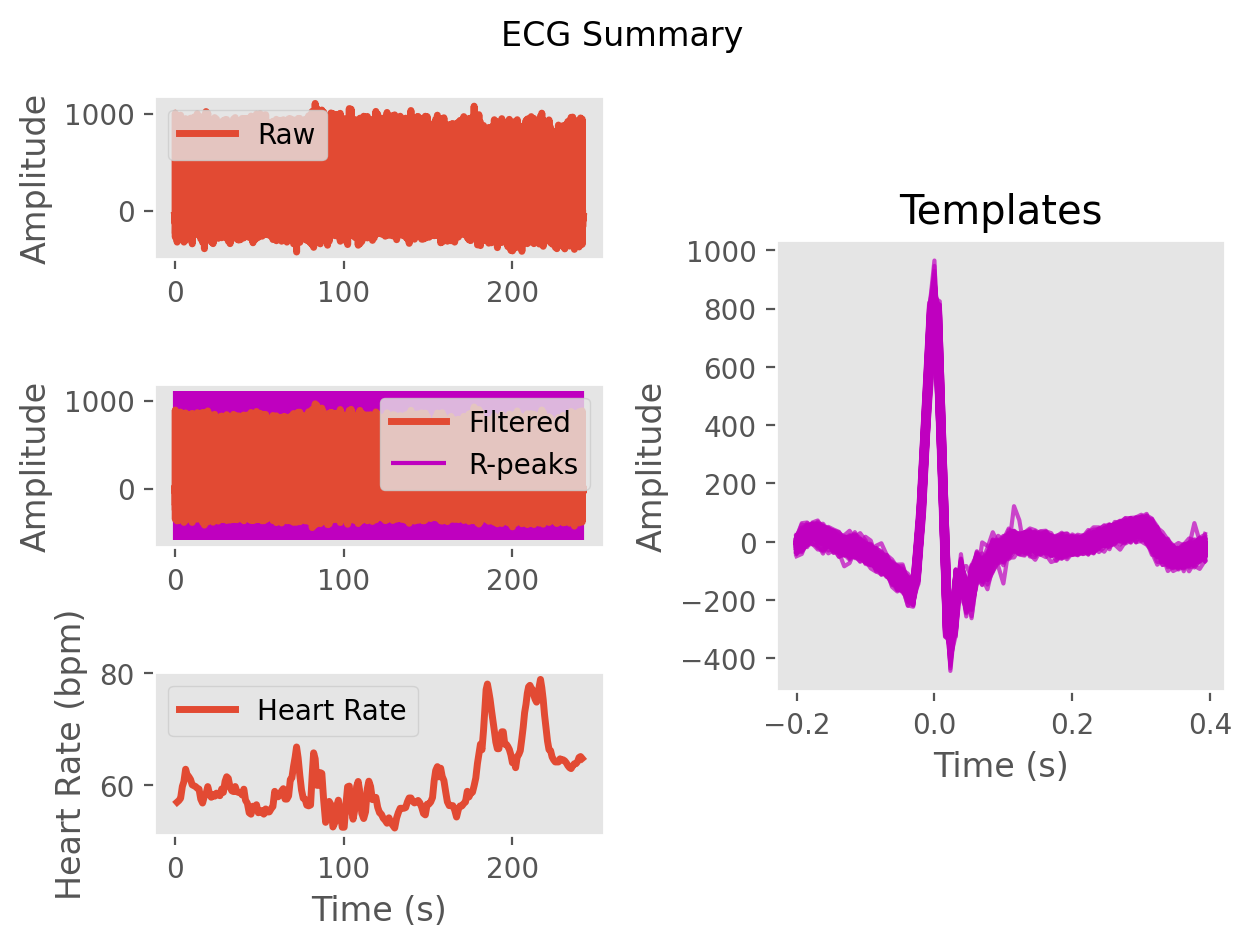 ECG Summary
Amplitude
1000
0
Raw
0
100
200
Amplitude
1000
0
Filtered
R-peaks
0
100
200
Heart Rate (bpm)
80
60
Heart Rate
0
100
200
Time (s)
Templates
Amplitude
1000
800
600
400
200
0
−200
−400
−0.2
0.0
0.2
0.4
Time (s)